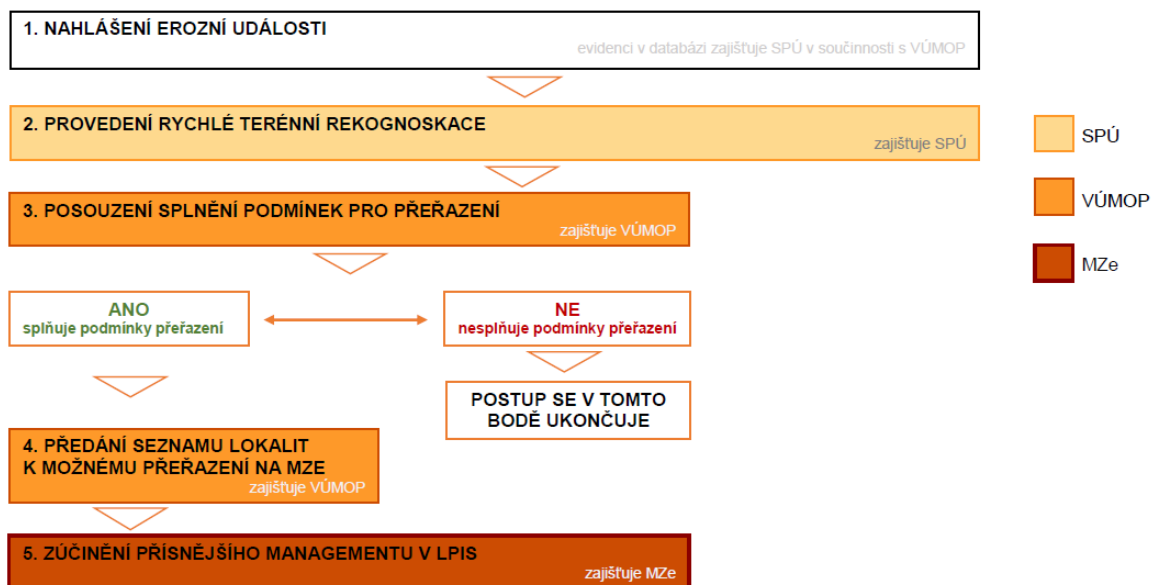 1. NAHLÁŠENÍ EROZNÍ UDÁLOSTI
evidenci v databázi zajišťuje SPÚ v součinnosti s VÚMOP
2. PROVEDENÍ RYCHLÉ TERÉNNÍ REKOGNOSKACE
zajišťuje SPÚ
3. POSOUZENÍ SPLNĚNÍ PODMÍNEK PRO PŘEŘAZENÍ
zajišťuje VÚMOP
ANO
splňuje podmínky přeřazení
NE
nesplňuje podmínky přeřazení
POSTUP SE V TOMTO
BODĚ UKONČUJE
4. PŘEDÁNÍ SEZNAMU LOKALIT
K MOŽNÉMU PŘEŘAZENÍ NA MZE
zajišťuje VÚMOP
5. ZÚČINĚNÍ PŘÍSNĚJŠÍHO MANAGEMENTU V LPIS
zajišťuje MZe
SPÚ
VÚMOP
MZe